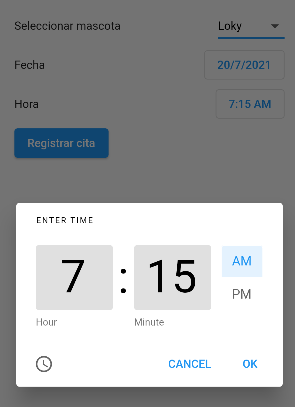 Seleccionar mascota Loky
Fecha 20/7/2021
Hora 7:15 AM
Registrar cita
ENTER TIME
7 : 15 AM
PM
Hour Minute
CANCEL OK